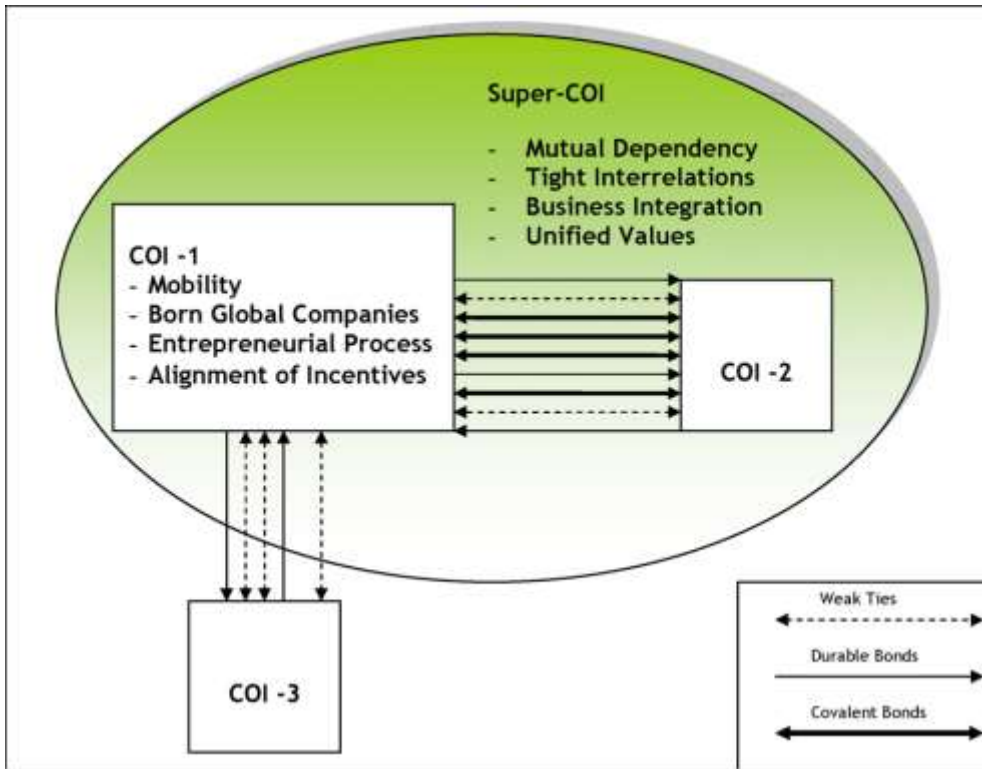 Super-COI
- Mutual Dependency
- Tight Interrelations
- Business Integration
- Unified Values
COI -1
- Mobility
- Born Global Companies
- Entrepreneurial Process
- Alignment of Incentives
COI -2
COI -3
Weak Ties
Durable Bonds
Covalent Bonds